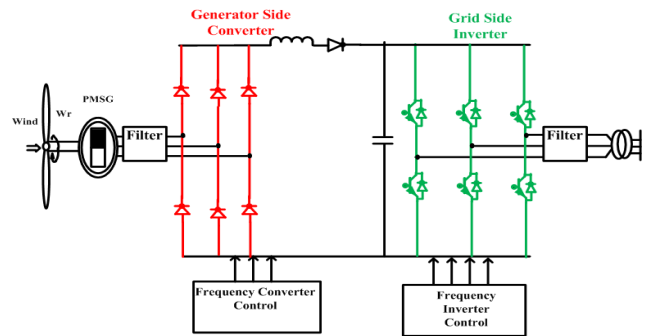 Generator Side
Converter
Grid Side
Inverter
PMSG
Wind
Wr
Filter
Filter
Frequency Converter
Control
Frequency
Inverter
Control